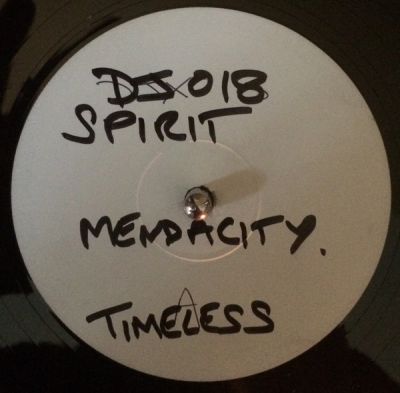 DJX018
SPIRIT
MENDACITY.
TIMELESS
A